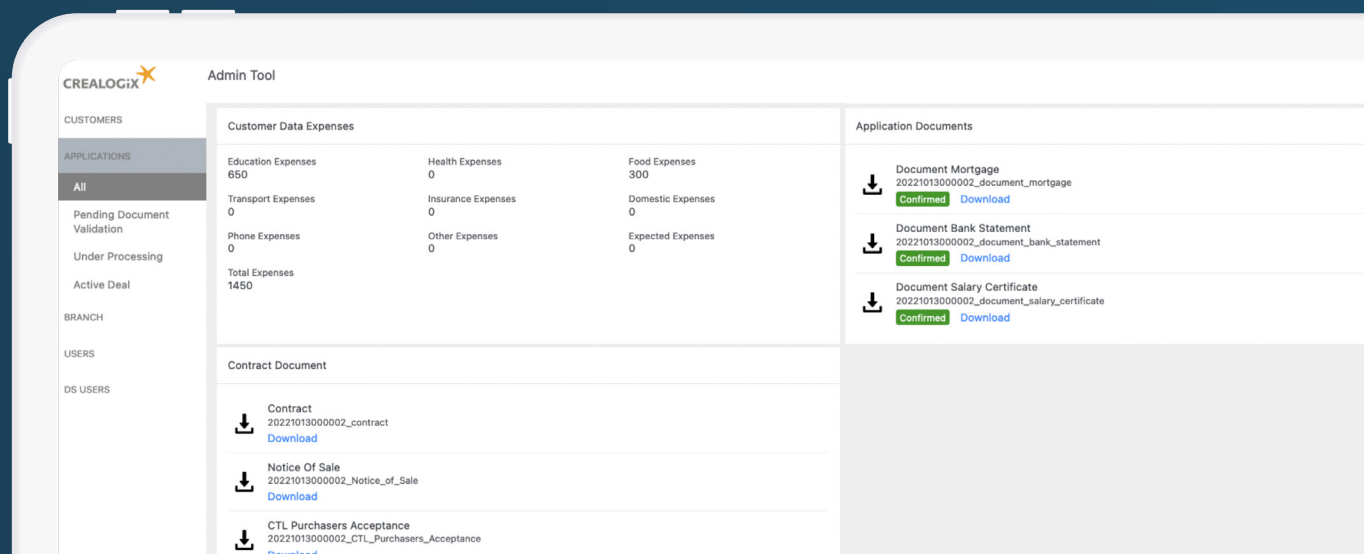 CREALOGiX
Admin Tool
CUSTOMERS
APPLICATIONS
All
Pending Document
Validation
Under Processing
Active Deal
BRANCH
USERS
DS USERS
Customer Data Expenses
Education Expenses
650
Health Expenses
0
Food Expenses
300
Transport Expenses
0
Insurance Expenses
0
Domestic Expenses
0
Phone Expenses
0
Other Expenses
0
Expected Expenses
0
Total Expenses
1450
Application Documents
Document Mortgage
20221013000002_document_mortgage
Confirmed Download
Document Bank Statement
20221013000002_document_bank_statement
Confirmed Download
Document Salary Certificate
20221013000002_document_salary_certificate
Confirmed Download
Contract Document
Contract
20221013000002_contract
Download
Notice Of Sale
20221013000002_Notice_of_Sale
Download
CTL Purchasers Acceptance
20221013000002_CTL_Purchasers_Acceptance
Download